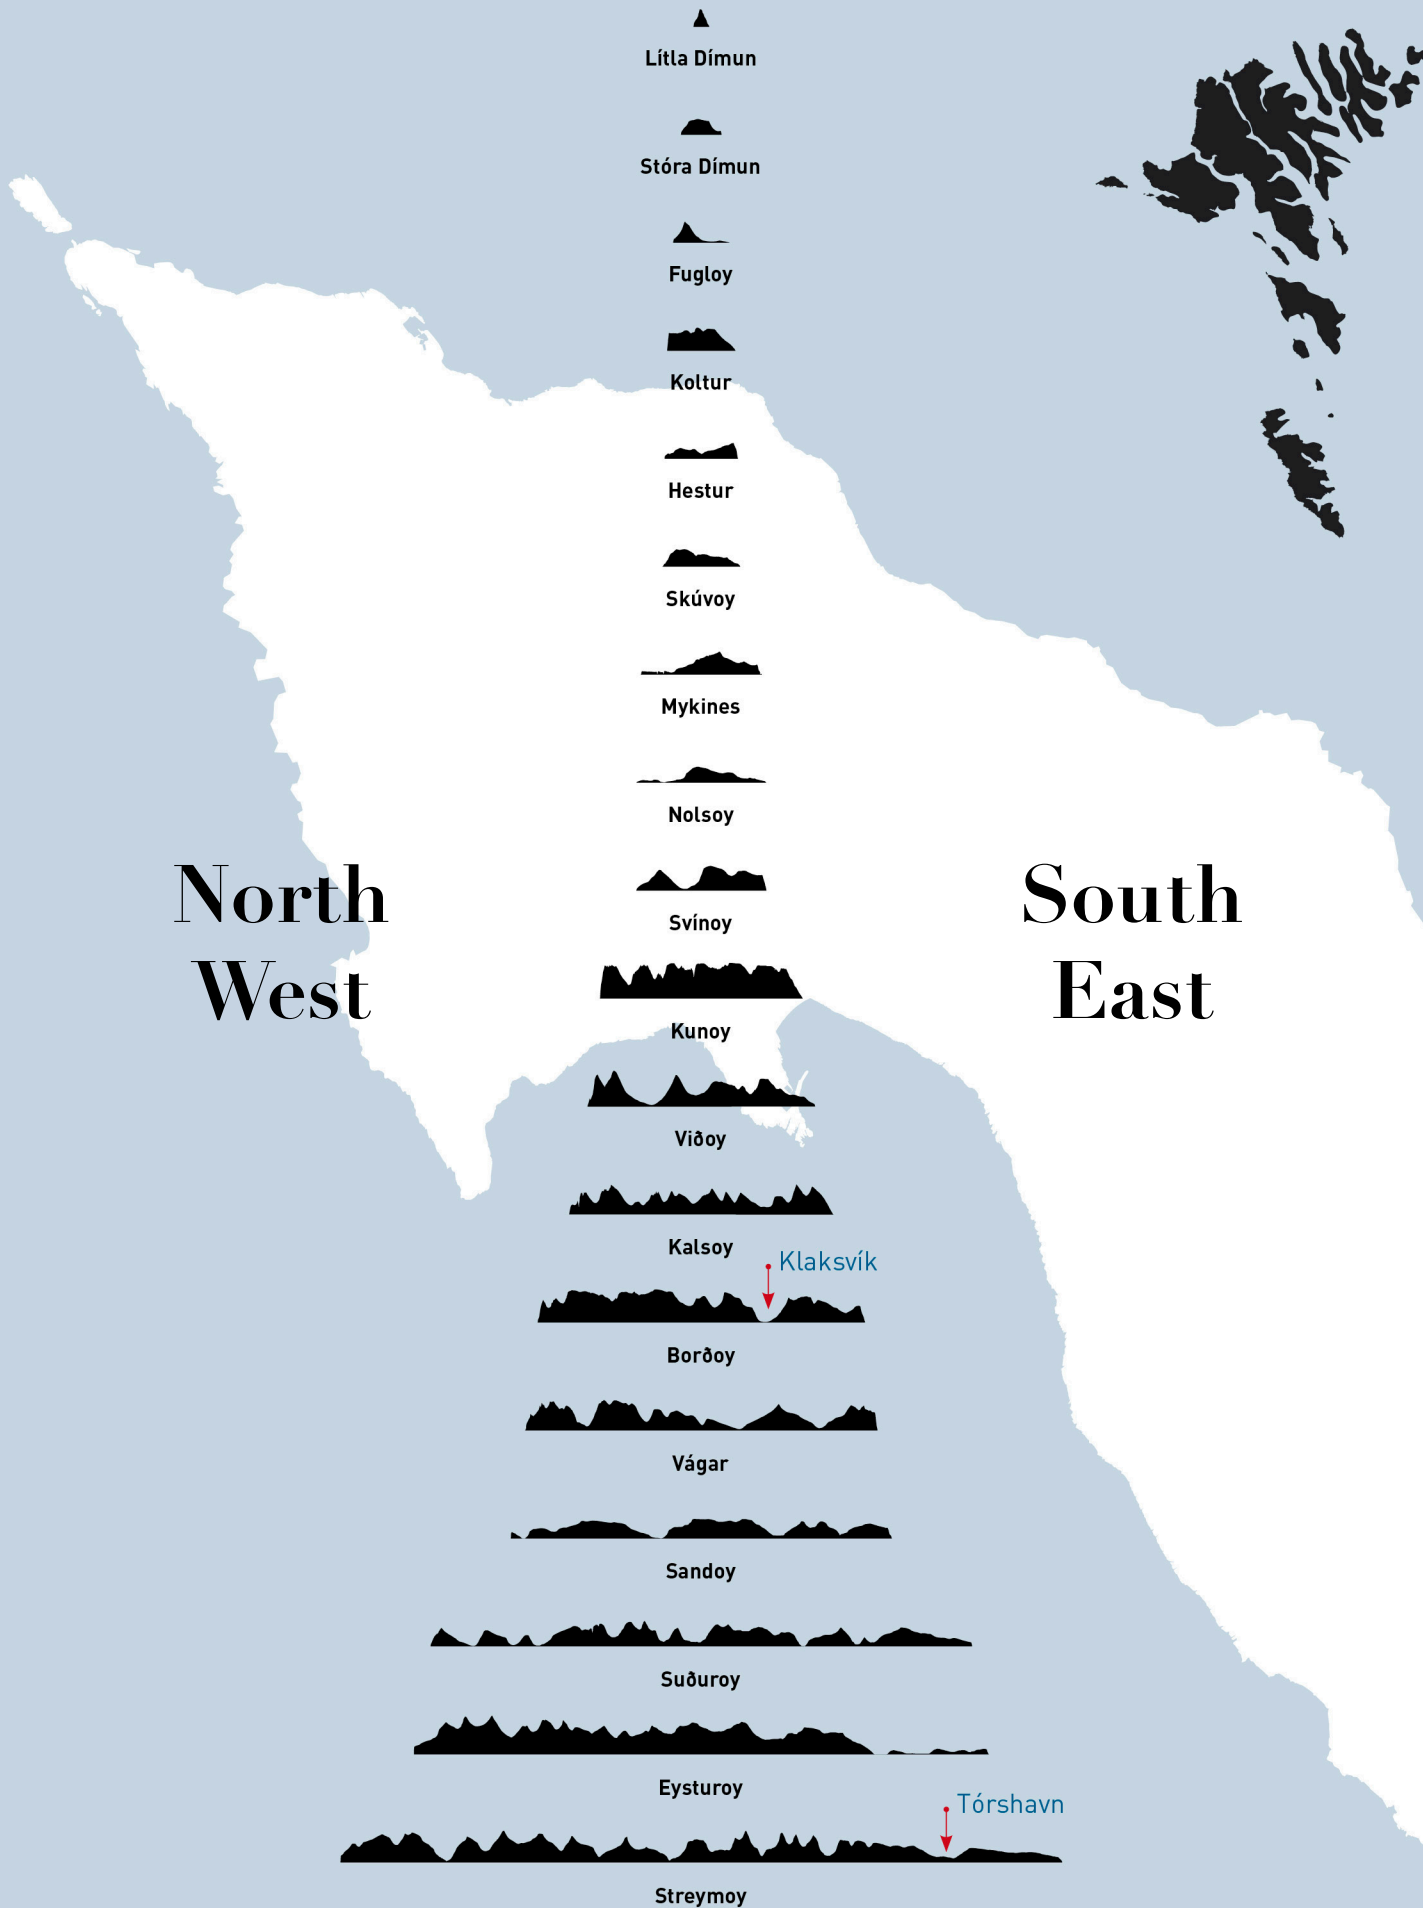 Lítla Dímun
Stóra Dímun
Fugloy
Koltur
Hestur
Skúvoy
Mykines
Nolsoy
North
West
South
East
Svínoy
Kunoy
Viðoy
Kalsoy
Klaksvík
Borðoy
Vágar
Sandoy
Suðuroy
Eysturoy
Tórshavn
Streymoy